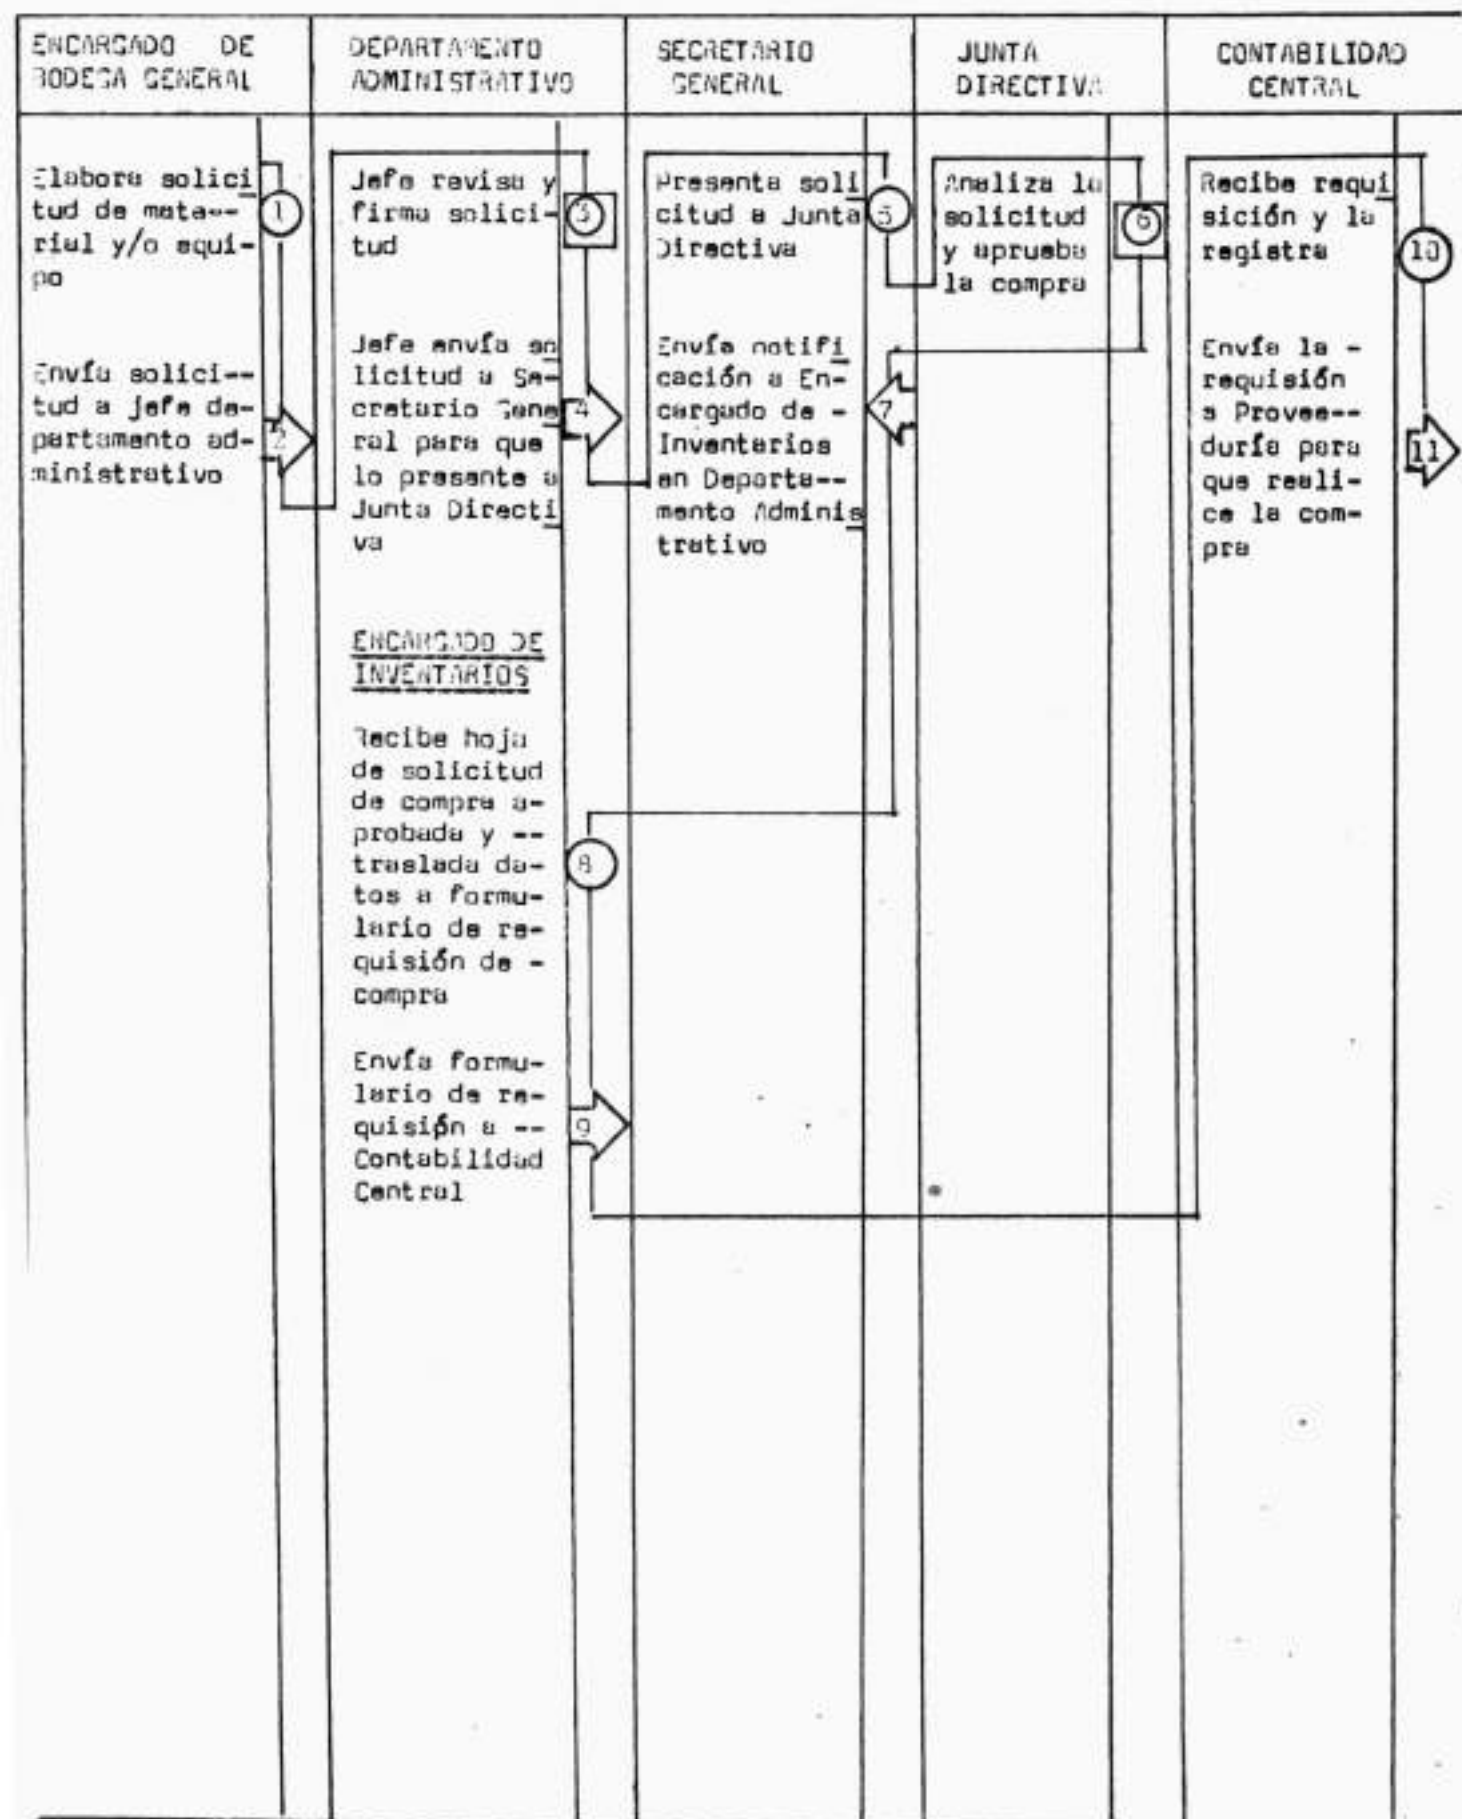 ENCARGADO DE
BODEGA GENERAL
DEPARTAMENTO
ADMINISTRATIVO
SECRETARIO
GENERAL
JUNTA
DIRECTIVA
CONTABILIDAD
CENTRAL
Elabora solici
tud de mate--
rial y/o equi-
po
1
Envía solici--
tud a jefe de-
partamento ad-
ministrativo
2
Jefe revisa y
firma solici-
tud
3
Jefe envía so
licitud a Se-
cretario Gene
ral para que
lo presente a
Junta Directi
va
4
ENCARGADO DE
INVENTARIOS
Recibe hoja
de solicitud
de compra a-
probada y --
traslada da-
tos a formu-
lario de re-
quisión de -
compra
8
Envía formu-
lario de re-
quisión a --
Contabilidad
Central
9
Presenta soli
citud a Junta
Directiva
5
Envía notifi
cación a En-
cargado de -
Inventarios
en Departa--
mento Adminis
trativo
7
Analiza la
solicitud
y aprueba
la compra
6
Recibe requi
sición y la
registra
10
Envía la -
requisión
a Provee--
duría para
que reali-
ce la com-
pra
11